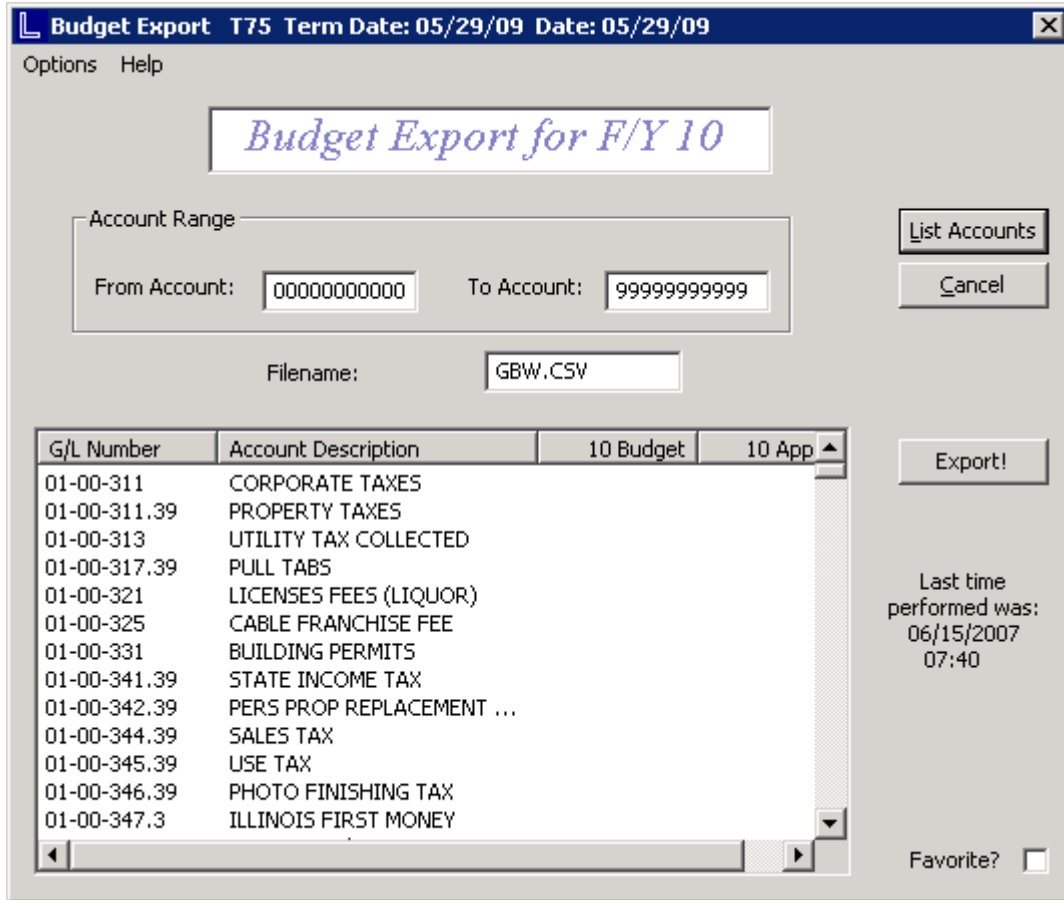 L Budget Export T75 Term Date: 05/29/09 Date: 05/29/09
Options Help
Budget Export for F/Y 10
Account Range
From Account: 00000000000 To Account: 99999999999
List Accounts
Cancel
Filename: GBW.CSV
G/L Number Account Description 10 Budget 10 App
01-00-311 CORPORATE TAXES
01-00-311.39 PROPERTY TAXES
01-00-313 UTILITY TAX COLLECTED
01-00-317.39 PULL TABS
01-00-321 LICENSES FEES (LIQUOR)
01-00-325 CABLE FRANCHISE FEE
01-00-331 BUILDING PERMITS
01-00-341.39 STATE INCOME TAX
01-00-342.39 PERS PROP REPLACEMENT ...
01-00-344.39 SALES TAX
01-00-345.39 USE TAX
01-00-346.39 PHOTO FINISHING TAX
01-00-347.3 ILLINOIS FIRST MONEY
Export!
Last time
performed was:
06/15/2007
07:40
Favorite?